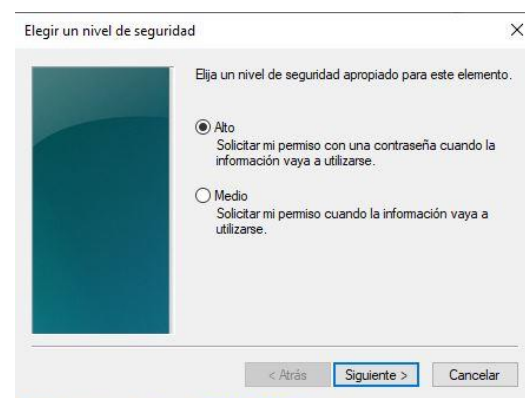 Elegir un nivel de seguridad
Elija un nivel de seguridad apropiado para este elemento.
Alto
Solicitar mi permiso con una contraseña cuando la
información vaya a utilizarse.
Medio
Solicitar mi permiso cuando la información vaya a
utilizarse.
< Atrás Siguiente > Cancelar